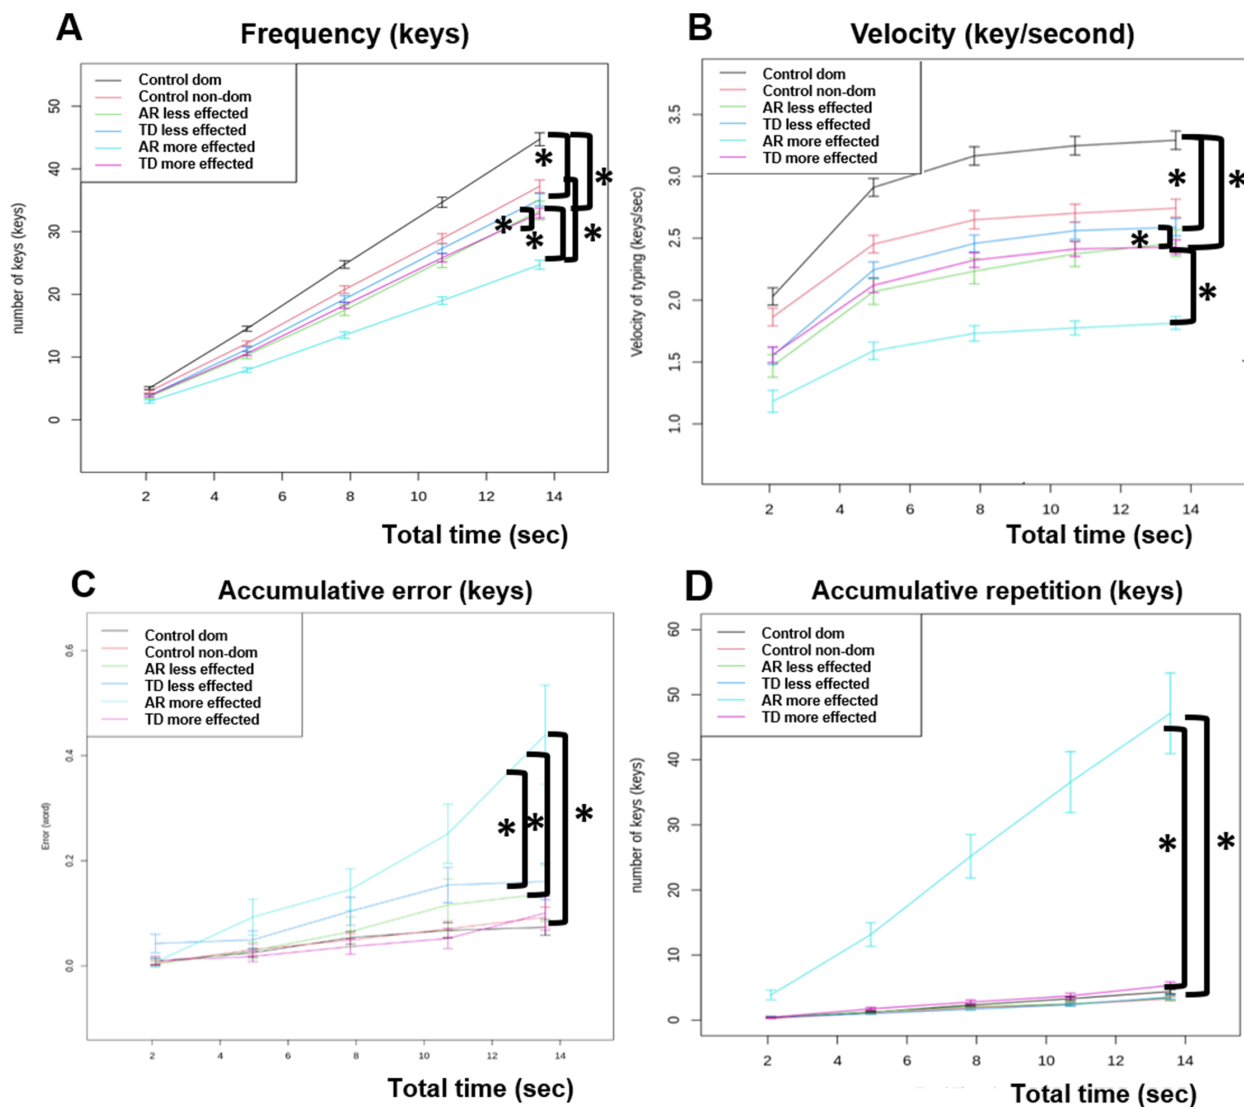 A
Frequency (keys)
Control dom
Control non-dom
AR less effected
TD less effected
AR more effected
TD more effected
number of keys (keys)
50
40
30
20
10
0
*
*
*
*
*
2 4 6 8 10 12 14
Total time (sec)
B
Velocity (key/second)
Control dom
Control non-dom
AR less effected
TD less effected
AR more effected
TD more effected
Velocity of typing (keys/sec)
3.5
3.0
2.5
2.0
1.5
1.0
*
*
*
*
2 4 6 8 10 12 14
Total time (sec)
C
Accumulative error (keys)
Control dom
Control non-dom
AR less effected
TD less effected
AR more effected
TD more effected
Error (word)
0.6
0.4
0.2
0.0
*
*
*
2 4 6 8 10 12 14
Total time (sec)
D
Accumulative repetition (keys)
Control dom
Control non-dom
AR less effected
TD less effected
AR more effected
TD more effected
number of keys (keys)
60
50
40
30
20
10
0
*
*
2 4 6 8 10 12 14
Total time (sec)